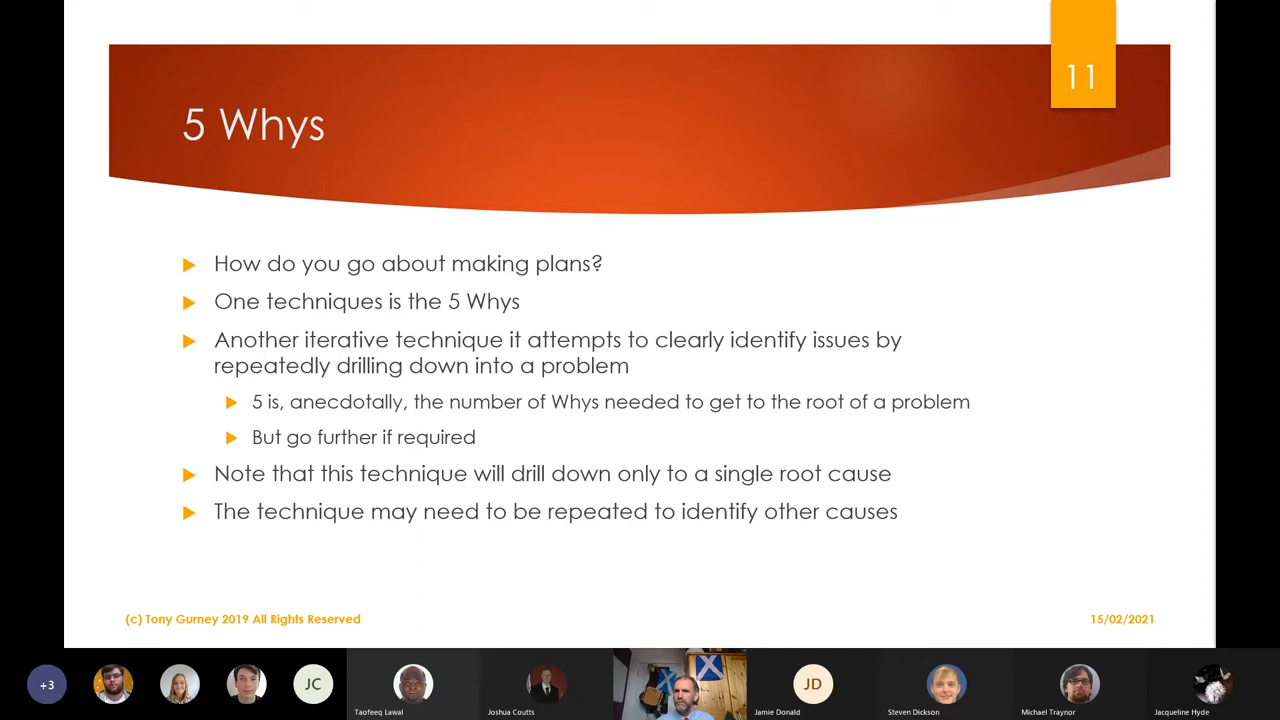 11
5 Whys
How do you go about making plans?
One techniques is the 5 Whys
Another iterative technique it attempts to clearly identify issues by
repeatedly drilling down into a problem
5 is, anecdotally, the number of Whys needed to get to the root of a problem
But go further if required
Note that this technique will drill down only to a single root cause
The technique may need to be repeated to identify other causes
(c) Tony Gurney 2019 All Rights Reserved
15/02/2021
+3
JC
JD
Taofeeq Lawal
Joshua Coutts
Jamie Donald
Steven Dickson
Michael Traynor
Jacqueline Hyde